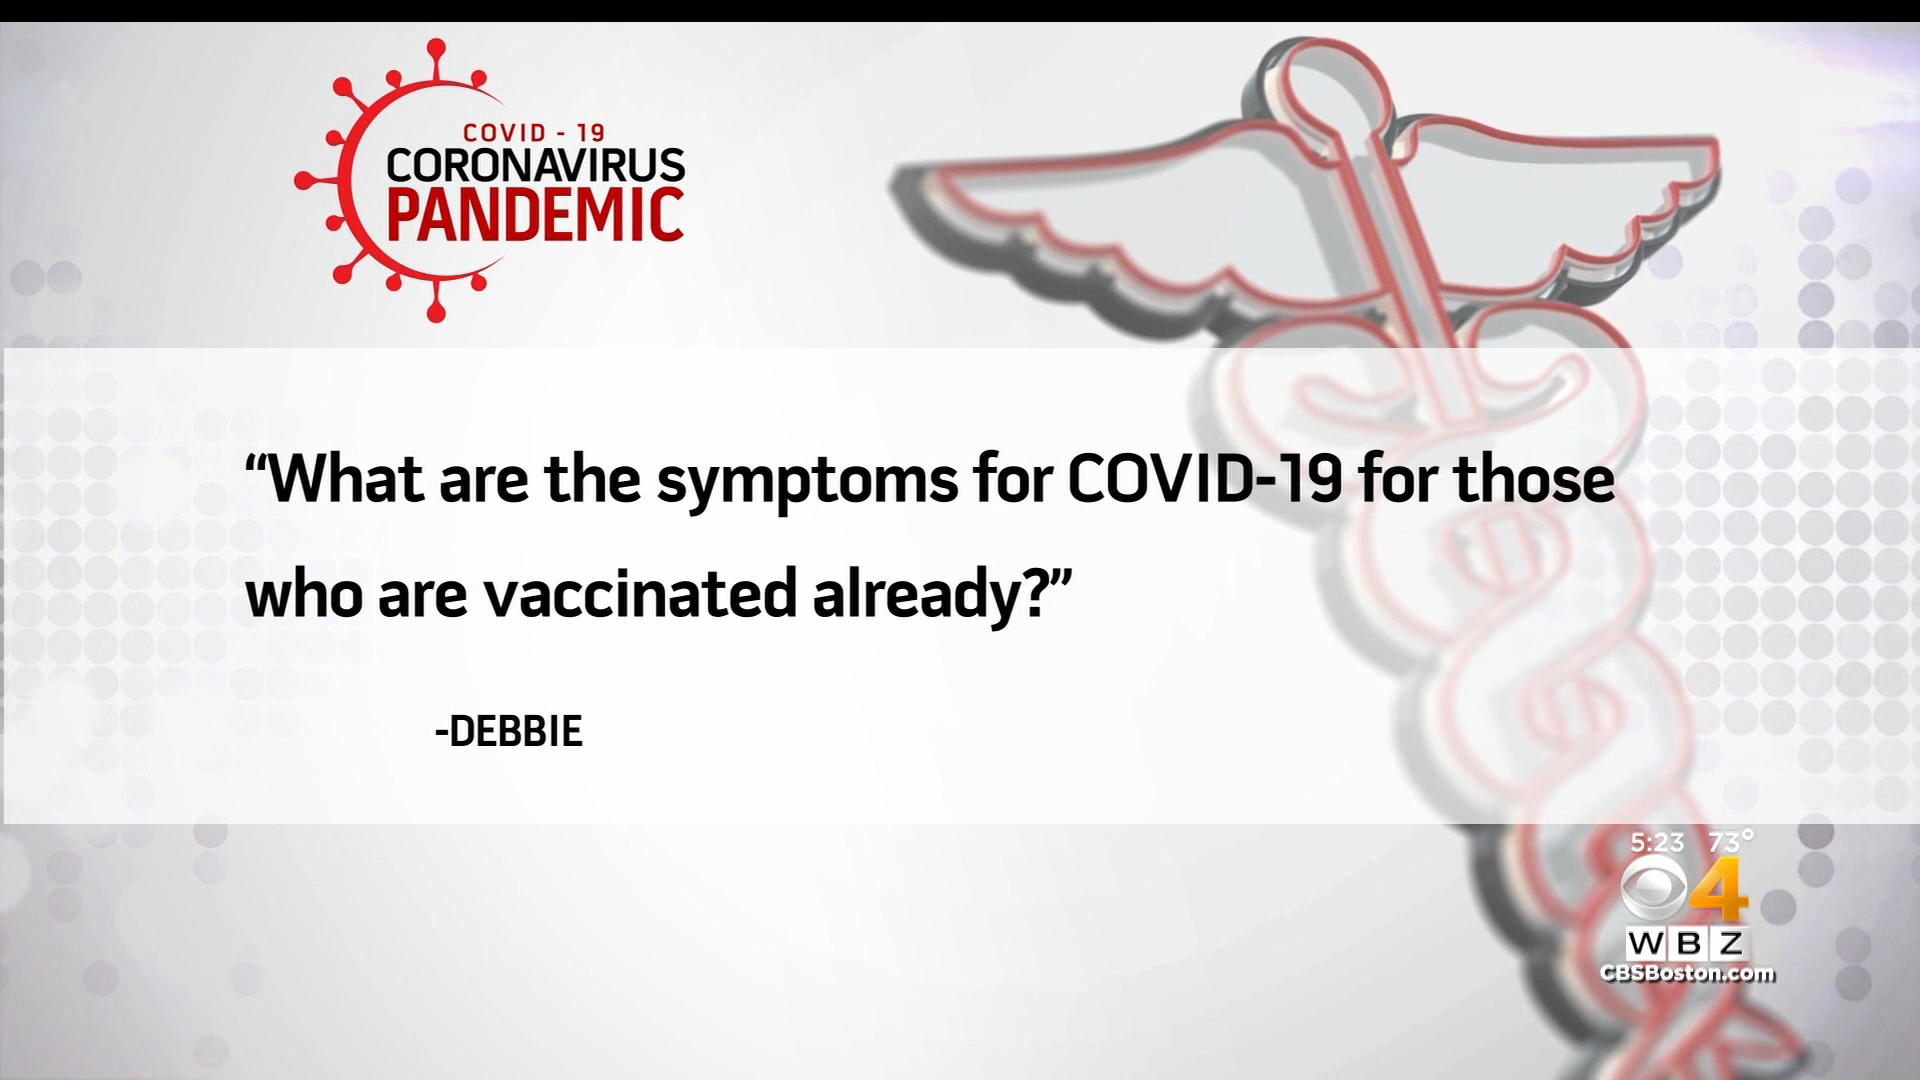 COVID - 19
CORONAVIRUS
PANDEMIC
“What are the symptoms for COVID-19 for those
who are vaccinated already?”
-DEBBIE
5:23 73°
4
WBZ
CBSBoston.com